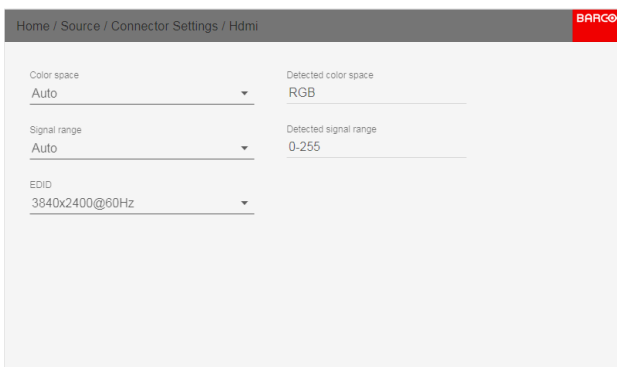 Home / Source / Connector Settings / Hdmi
BARCO
Color space
Auto
Detected color space
RGB
Signal range
Auto
Detected signal range
0-255
EDID
3840x2400@60Hz